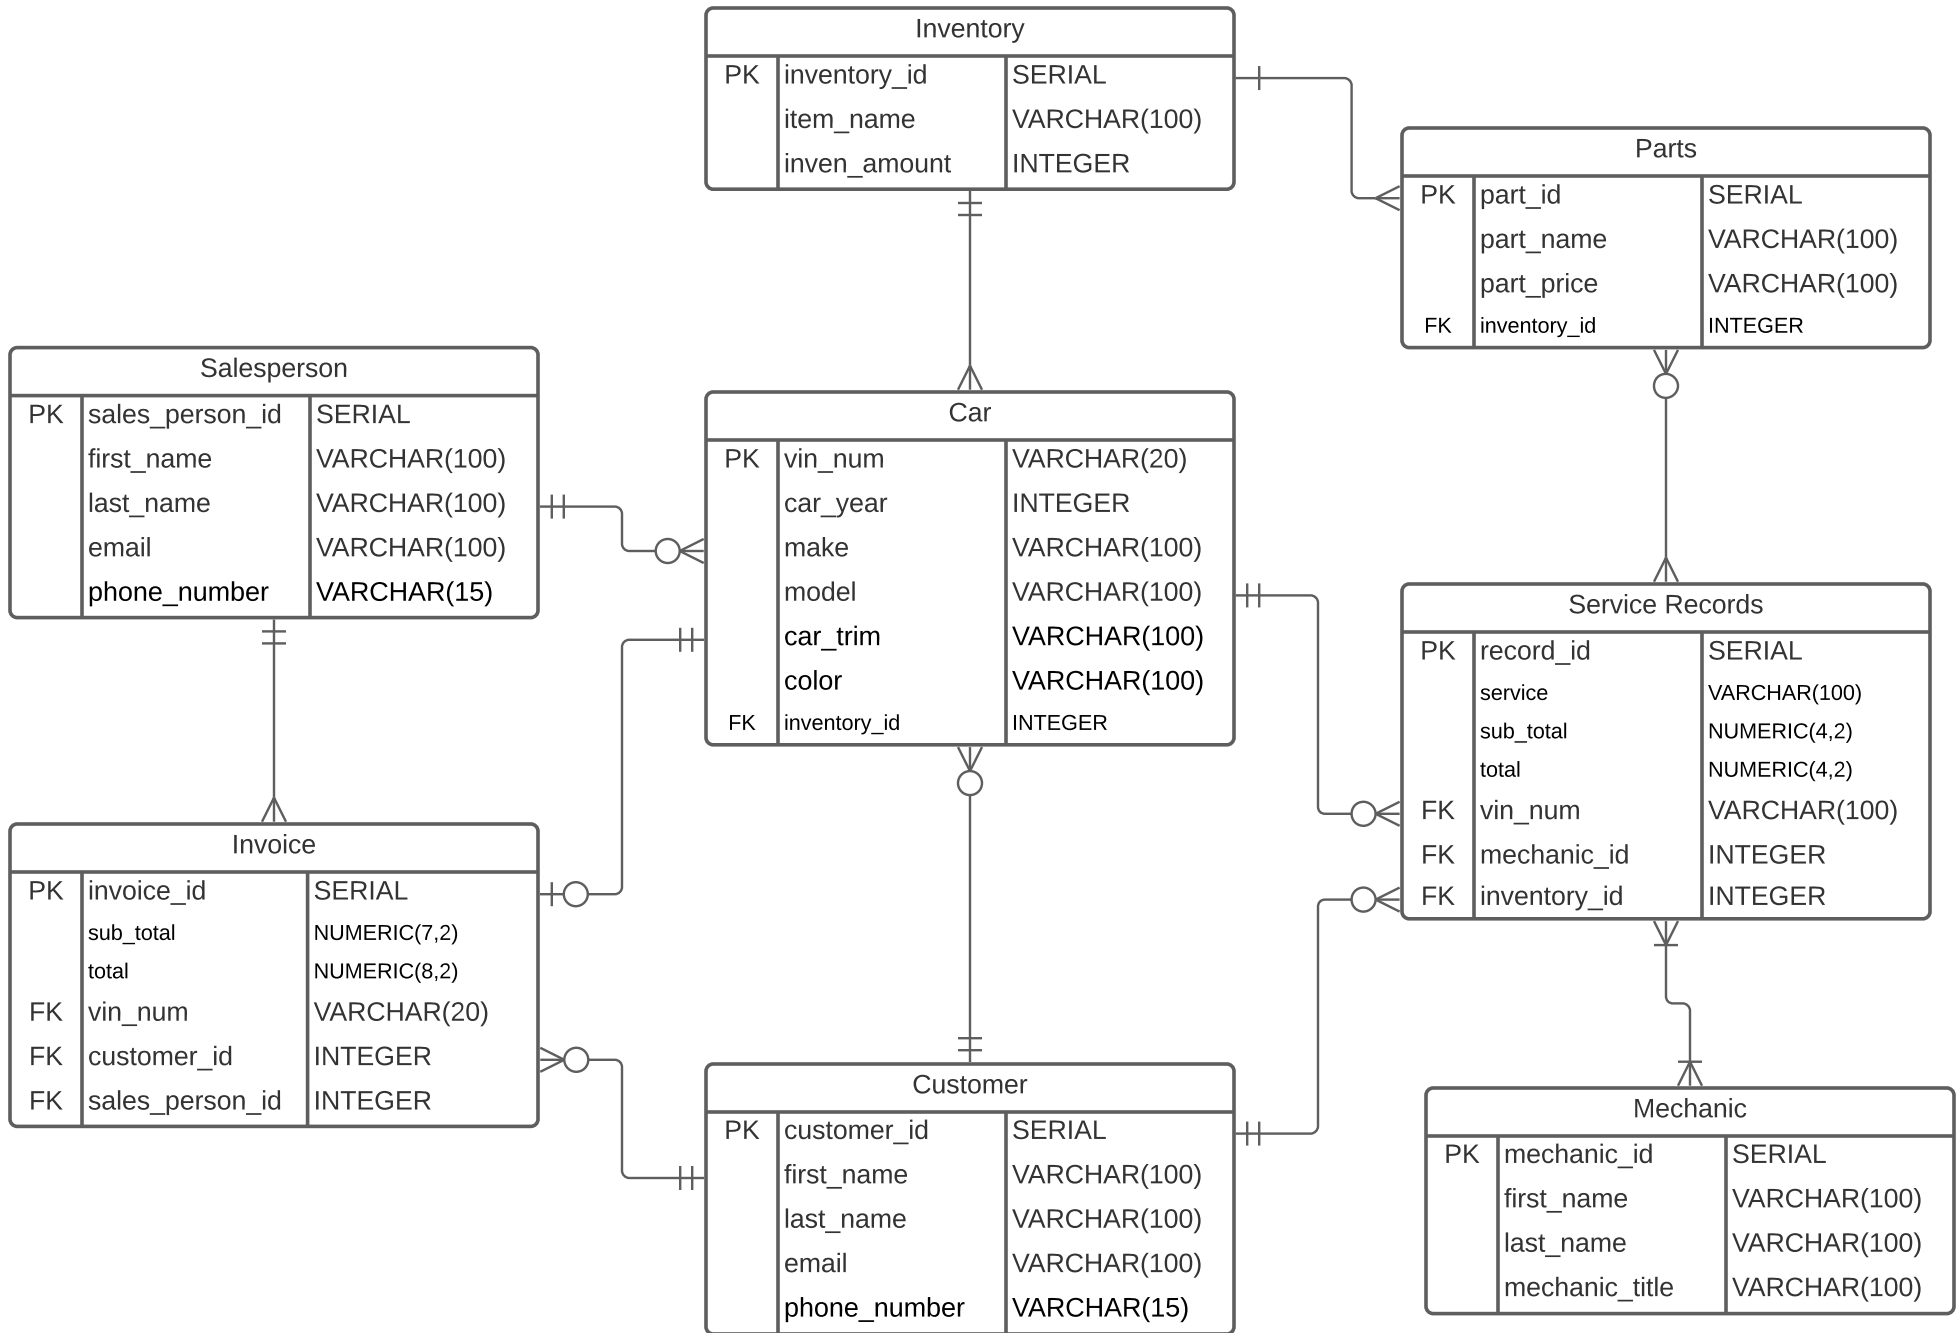 Inventory
PK inventory_id SERIAL
item_name VARCHAR(100)
inven_amount INTEGER
Parts
PK part_id SERIAL
part_name VARCHAR(100)
part_price VARCHAR(100)
FK inventory_id INTEGER
Salesperson
PK sales_person_id SERIAL
first_name VARCHAR(100)
last_name VARCHAR(100)
email VARCHAR(100)
phone_number VARCHAR(15)
Car
PK vin_num VARCHAR(20)
car_year INTEGER
make VARCHAR(100)
model VARCHAR(100)
car_trim VARCHAR(100)
color VARCHAR(100)
FK inventory_id INTEGER
Service Records
PK record_id SERIAL
service VARCHAR(100)
sub_total NUMERIC(4,2)
total NUMERIC(4,2)
FK vin_num VARCHAR(100)
FK mechanic_id INTEGER
FK inventory_id INTEGER
Invoice
PK invoice_id SERIAL
sub_total NUMERIC(7,2)
total NUMERIC(8,2)
FK vin_num VARCHAR(20)
FK customer_id INTEGER
FK sales_person_id INTEGER
Customer
PK customer_id SERIAL
first_name VARCHAR(100)
last_name VARCHAR(100)
email VARCHAR(100)
phone_number VARCHAR(15)
Mechanic
PK mechanic_id SERIAL
first_name VARCHAR(100)
last_name VARCHAR(100)
mechanic_title VARCHAR(100)